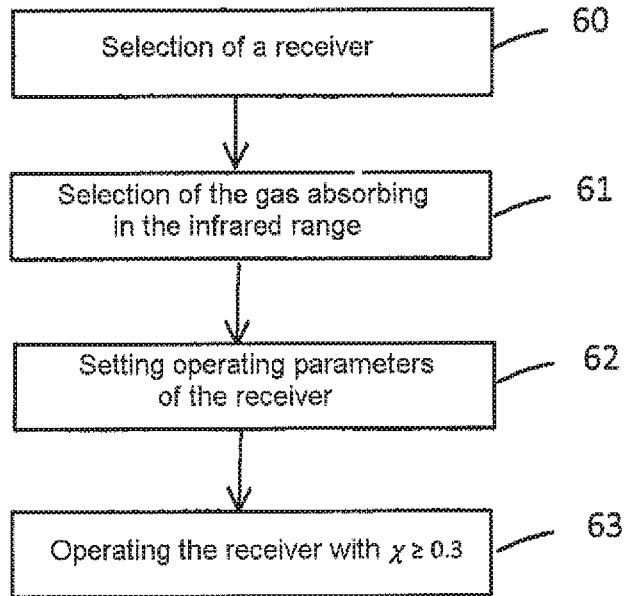 Selection of a receiver
60
Selection of the gas absorbing
in the infrared range
61
Setting operating parameters
of the receiver
62
Operating the receiver with χ ≥ 0.3
63